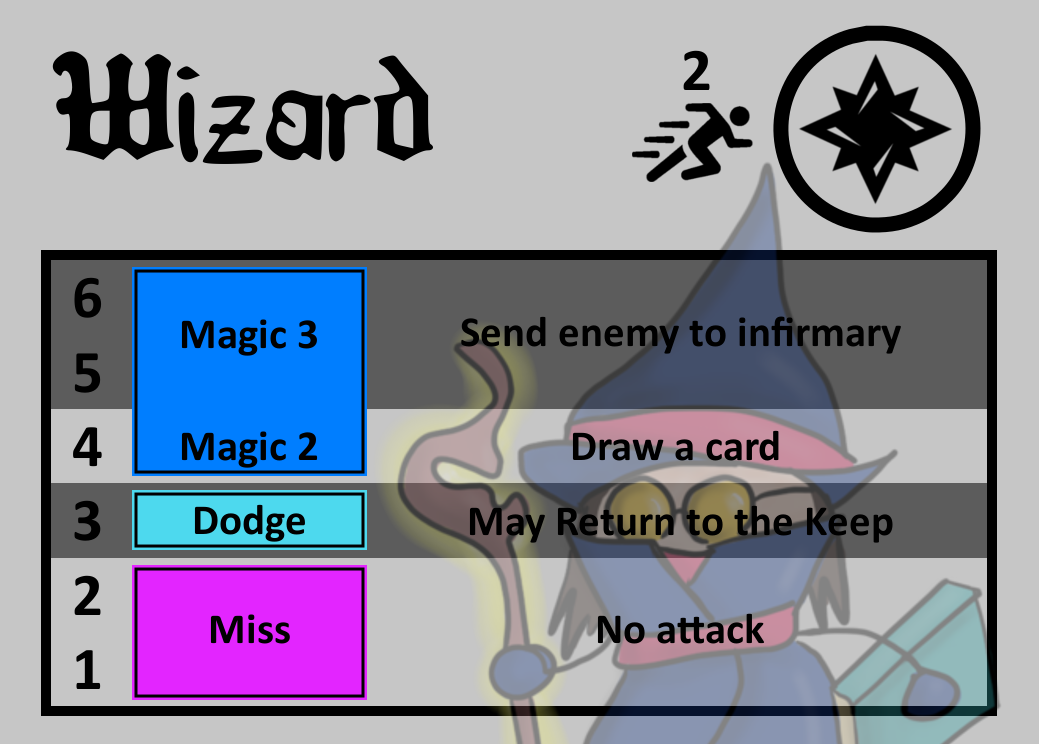 Wizard
2
6
5
Magic 3
Send enemy to infirmary
4
Magic 2
Draw a card
3
Dodge
May Return to the Keep
2
1
Miss
No attack